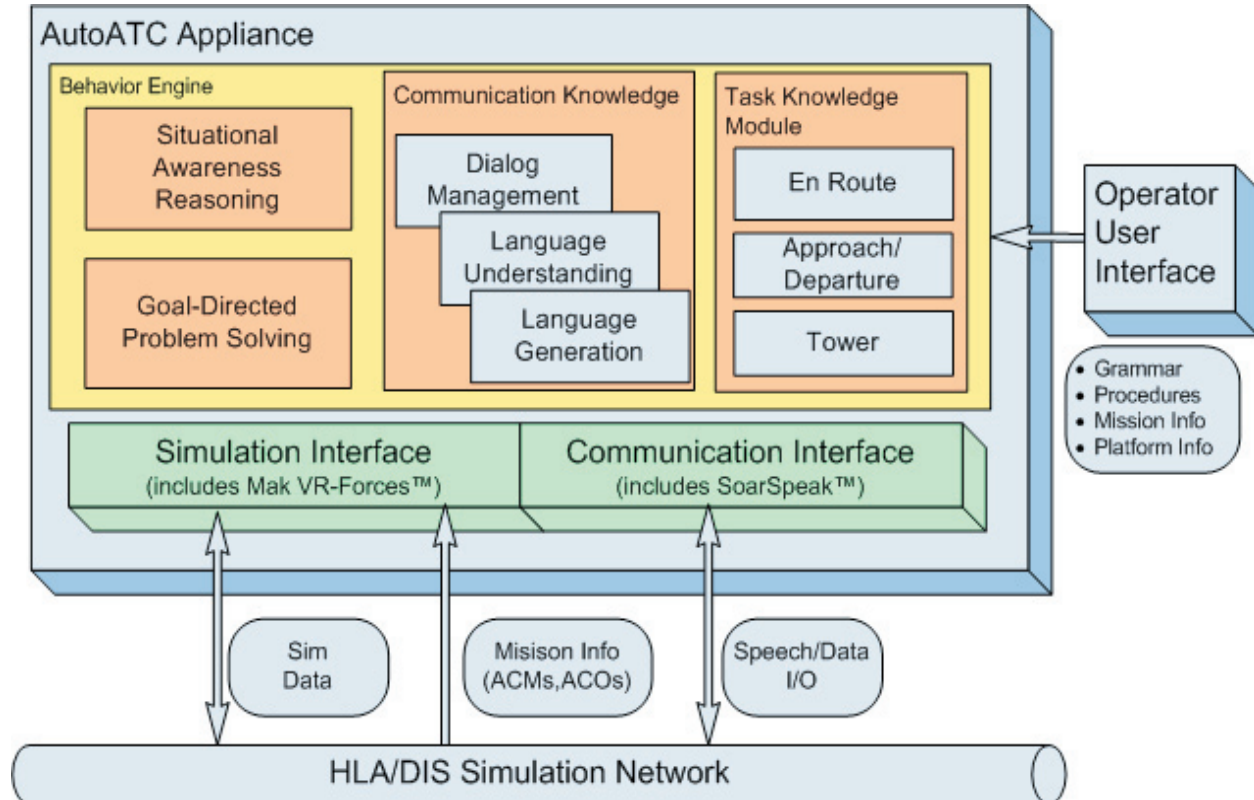 AutoATC Appliance
Behavior Engine
Situational
Awareness
Reasoning
Goal-Directed
Problem Solving
Communication Knowledge
Dialog
Management
Language
Understanding
Language
Generation
Task Knowledge
Module
En Route
Approach/
Departure
Tower
Operator
User
Interface
• Grammar
• Procedures
• Mission Info
• Platform Info
Simulation Interface
(includes Mak VR-Forces™)
Communication Interface
(includes SoarSpeak™)
Sim
Data
Misison Info
(ACMs,ACOs)
Speech/Data
I/O
HLA/DIS Simulation Network